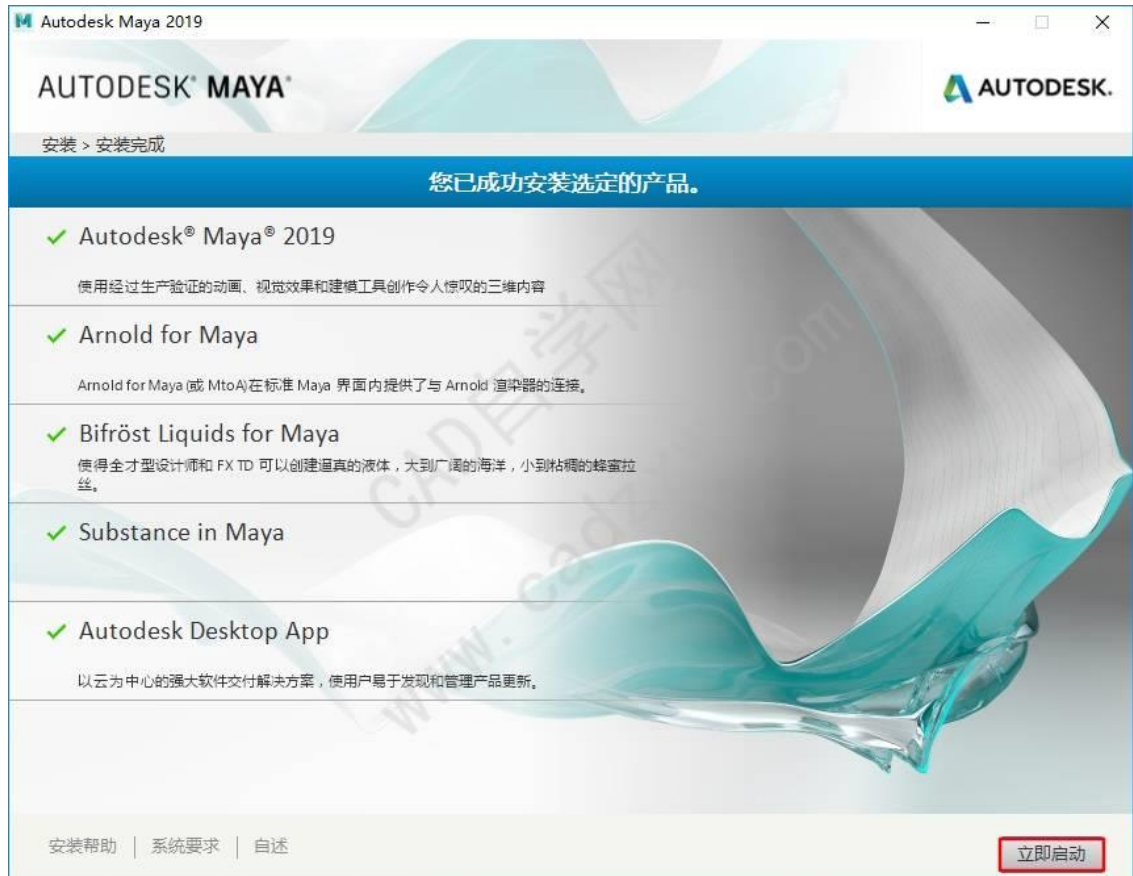 Autodesk Maya 2019
AUTODESK® MAYA®
AUTODESK.
安装 > 安装完成
您已成功安装选定的产品。
Autodesk® Maya® 2019
使用经过生产验证的动画、视觉效果和建模工具创作令人惊叹的三维内容
Arnold for Maya
Arnold for Maya (或 MtoA)在标准 Maya 界面内提供了与 Arnold 渲染器的连接。
Bifröst Liquids for Maya
使得全才型设计师和 FX TD 可以创建逼真的液体，大到广阔的海洋，小到粘稠的蜂蜜拉
丝。
Substance in Maya
Autodesk Desktop App
以云为中心的强大软件交付解决方案，使用户易于发现和管理产品更新。
CAD自学网
安装帮助 | 系统要求 | 自述
立即启动